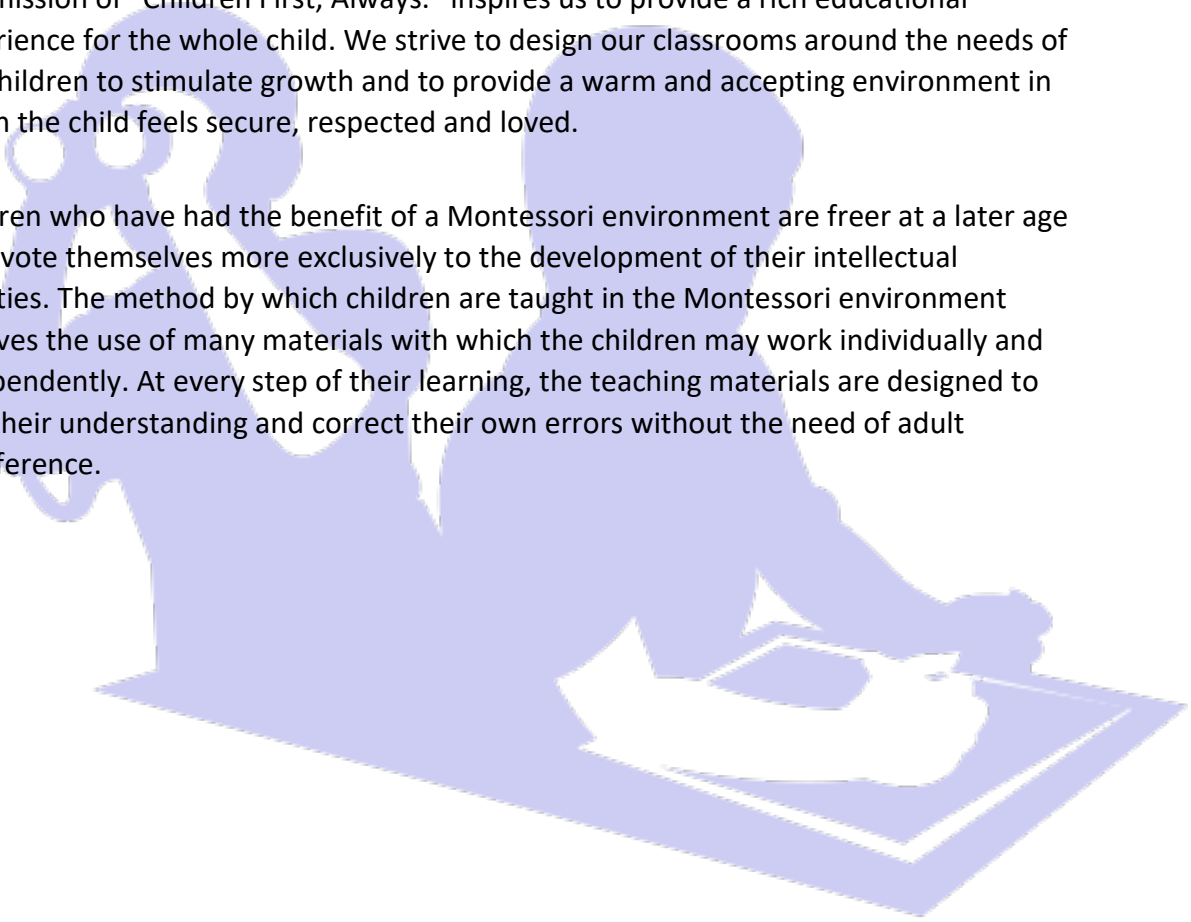 mission of "Children First, Always." inspires us to provide a rich educational
rience for the whole child. We strive to design our classrooms around the needs of
hildren to stimulate growth and to provide a warm and accepting environment in
the child feels secure, respected and loved.
ren who have had the benefit of a Montessori environment are freer at a later age
vote themselves more exclusively to the development of their intellectual
ties. The method by which children are taught in the Montessori environment
ves the use of many materials with which the children may work individually and
pendently. At every step of their learning, the teaching materials are designed to
heir understanding and correct their own errors without the need of adult
ference.